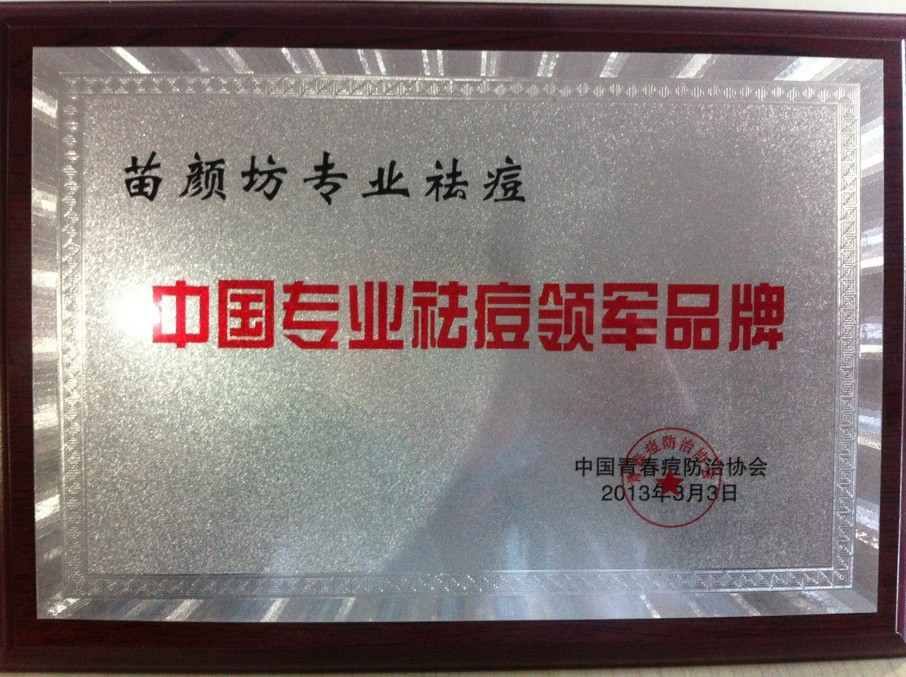 苗颜坊专业祛痘
中国专业祛痘领军品牌
中国青春痘防治协会
2013年3月3日